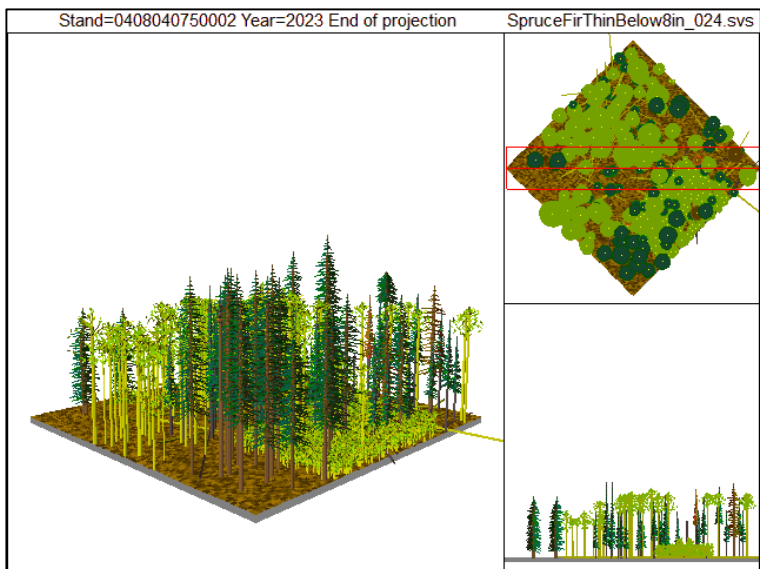 Stand=0408040750002 Year=2023 End of projection
SpruceFirThinBelow8in_024.svs